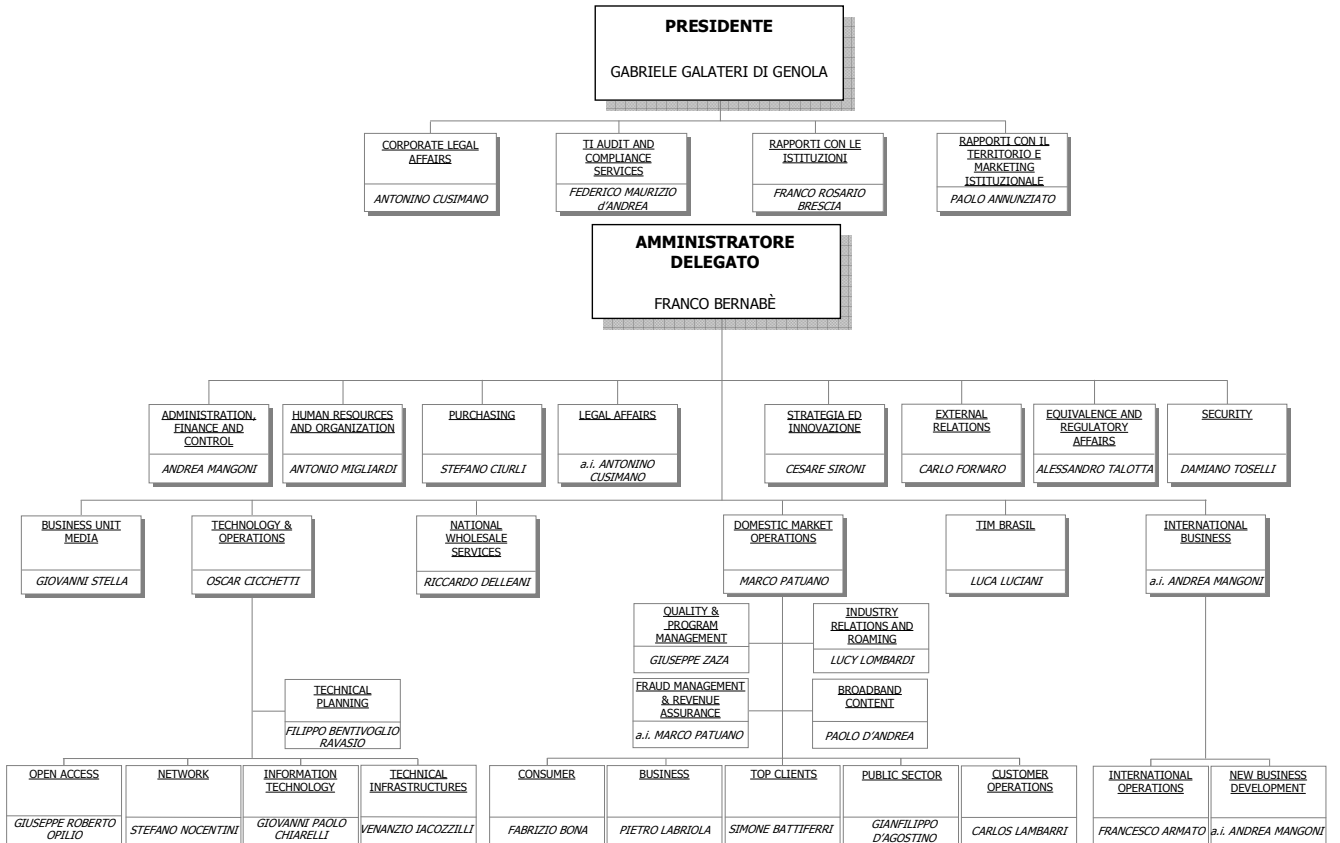 PRESIDENTE
GABRIELE GALATERI DI GENOLA
CORPORATE LEGAL
AFFAIRS
ANTONINO CUSIMANO
TI AUDIT AND
COMPLIANCE
SERVICES
FEDERICO MAURIZIO
d'ANDREA
RAPPORTI CON LE
ISTITUZIONI
FRANCO ROSARIO
BRESCIA
RAPPORTI CON IL
TERRITORIO E
MARKETING
ISTITUZIONALE
PAOLO ANNUNZIATO
AMMINISTRATORE
DELEGATO
FRANCO BERNABÈ
ADMINISTRATION,
FINANCE AND
CONTROL
ANDREA MANGONI
HUMAN RESOURCES
AND ORGANIZATION
ANTONIO MIGLIARDI
PURCHASING
STEFANO CIURLI
LEGAL AFFAIRS
a.i. ANTONINO
CUSIMANO
STRATEGIA ED
INNOVAZIONE
CESARE SIRONI
EXTERNAL
RELATIONS
CARLO FORNARO
EQUIVALENCE AND
REGULATORY
AFFAIRS
ALESSANDRO TALOTTA
SECURITY
DAMIANO TOSELLI
BUSINESS UNIT
MEDIA
GIOVANNI STELLA
TECHNOLOGY &
OPERATIONS
OSCAR CICCHETTI
NATIONAL
WHOLESALE
SERVICES
RICCARDO DELLEANI
DOMESTIC MARKET
OPERATIONS
MARCO PATUANO
TIM BRASIL
LUCA LUCIANI
INTERNATIONAL
BUSINESS
a.i. ANDREA MANGONI
QUALITY &
PROGRAM
MANAGEMENT
GIUSEPPE ZAZA
INDUSTRY
RELATIONS AND
ROAMING
LUCY LOMBARDI
FRAUD MANAGEMENT
& REVENUE
ASSURANCE
a.i. MARCO PATUANO
BROADBAND
CONTENT
PAOLO D'ANDREA
TECHNICAL
PLANNING
FILIPPO BENTIVOGLIO
RAVASIO
OPEN ACCESS
GIUSEPPE ROBERTO
OPILIO
NETWORK
STEFANO NOCENTINI
INFORMATION
TECHNOLOGY
GIOVANNI PAOLO
CHIARELLI
TECHNICAL
INFRASTRUCTURES
VENANZIO IACOZZILLI
CONSUMER
FABRIZIO BONA
BUSINESS
PIETRO LABRIOLA
TOP CLIENTS
SIMONE BATTIFERRI
PUBLIC SECTOR
GIANFILIPPO
D'AGOSTINO
CUSTOMER
OPERATIONS
CARLOS LAMBARRI
INTERNATIONAL
OPERATIONS
FRANCESCO ARMATO
NEW BUSINESS
DEVELOPMENT
a.i. ANDREA MANGONI